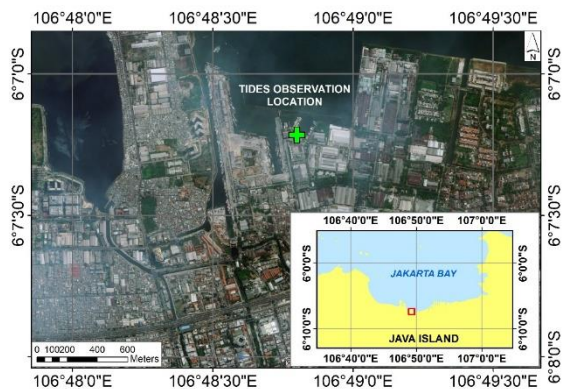 106°48'0"E 106°48'30"E 106°49'0"E 106°49'30"E
6°7'0"S
N
TIDES OBSERVATION
LOCATION
6°7'30"S
106°40'0"E 106°50'0"E 107°0'0"E
6°0'0"S 6°0'0"S
JAKARTA BAY
6°10'0"S 6°10'0"S
JAVA ISLAND
106°40'0"E 106°50'0"E 107°0'0"E
0 100 200 400 600
Meters
6°7'0"S
6°7'30"S
6°8'0"S
106°48'0"E 106°48'30"E 106°49'0"E 106°49'30"E